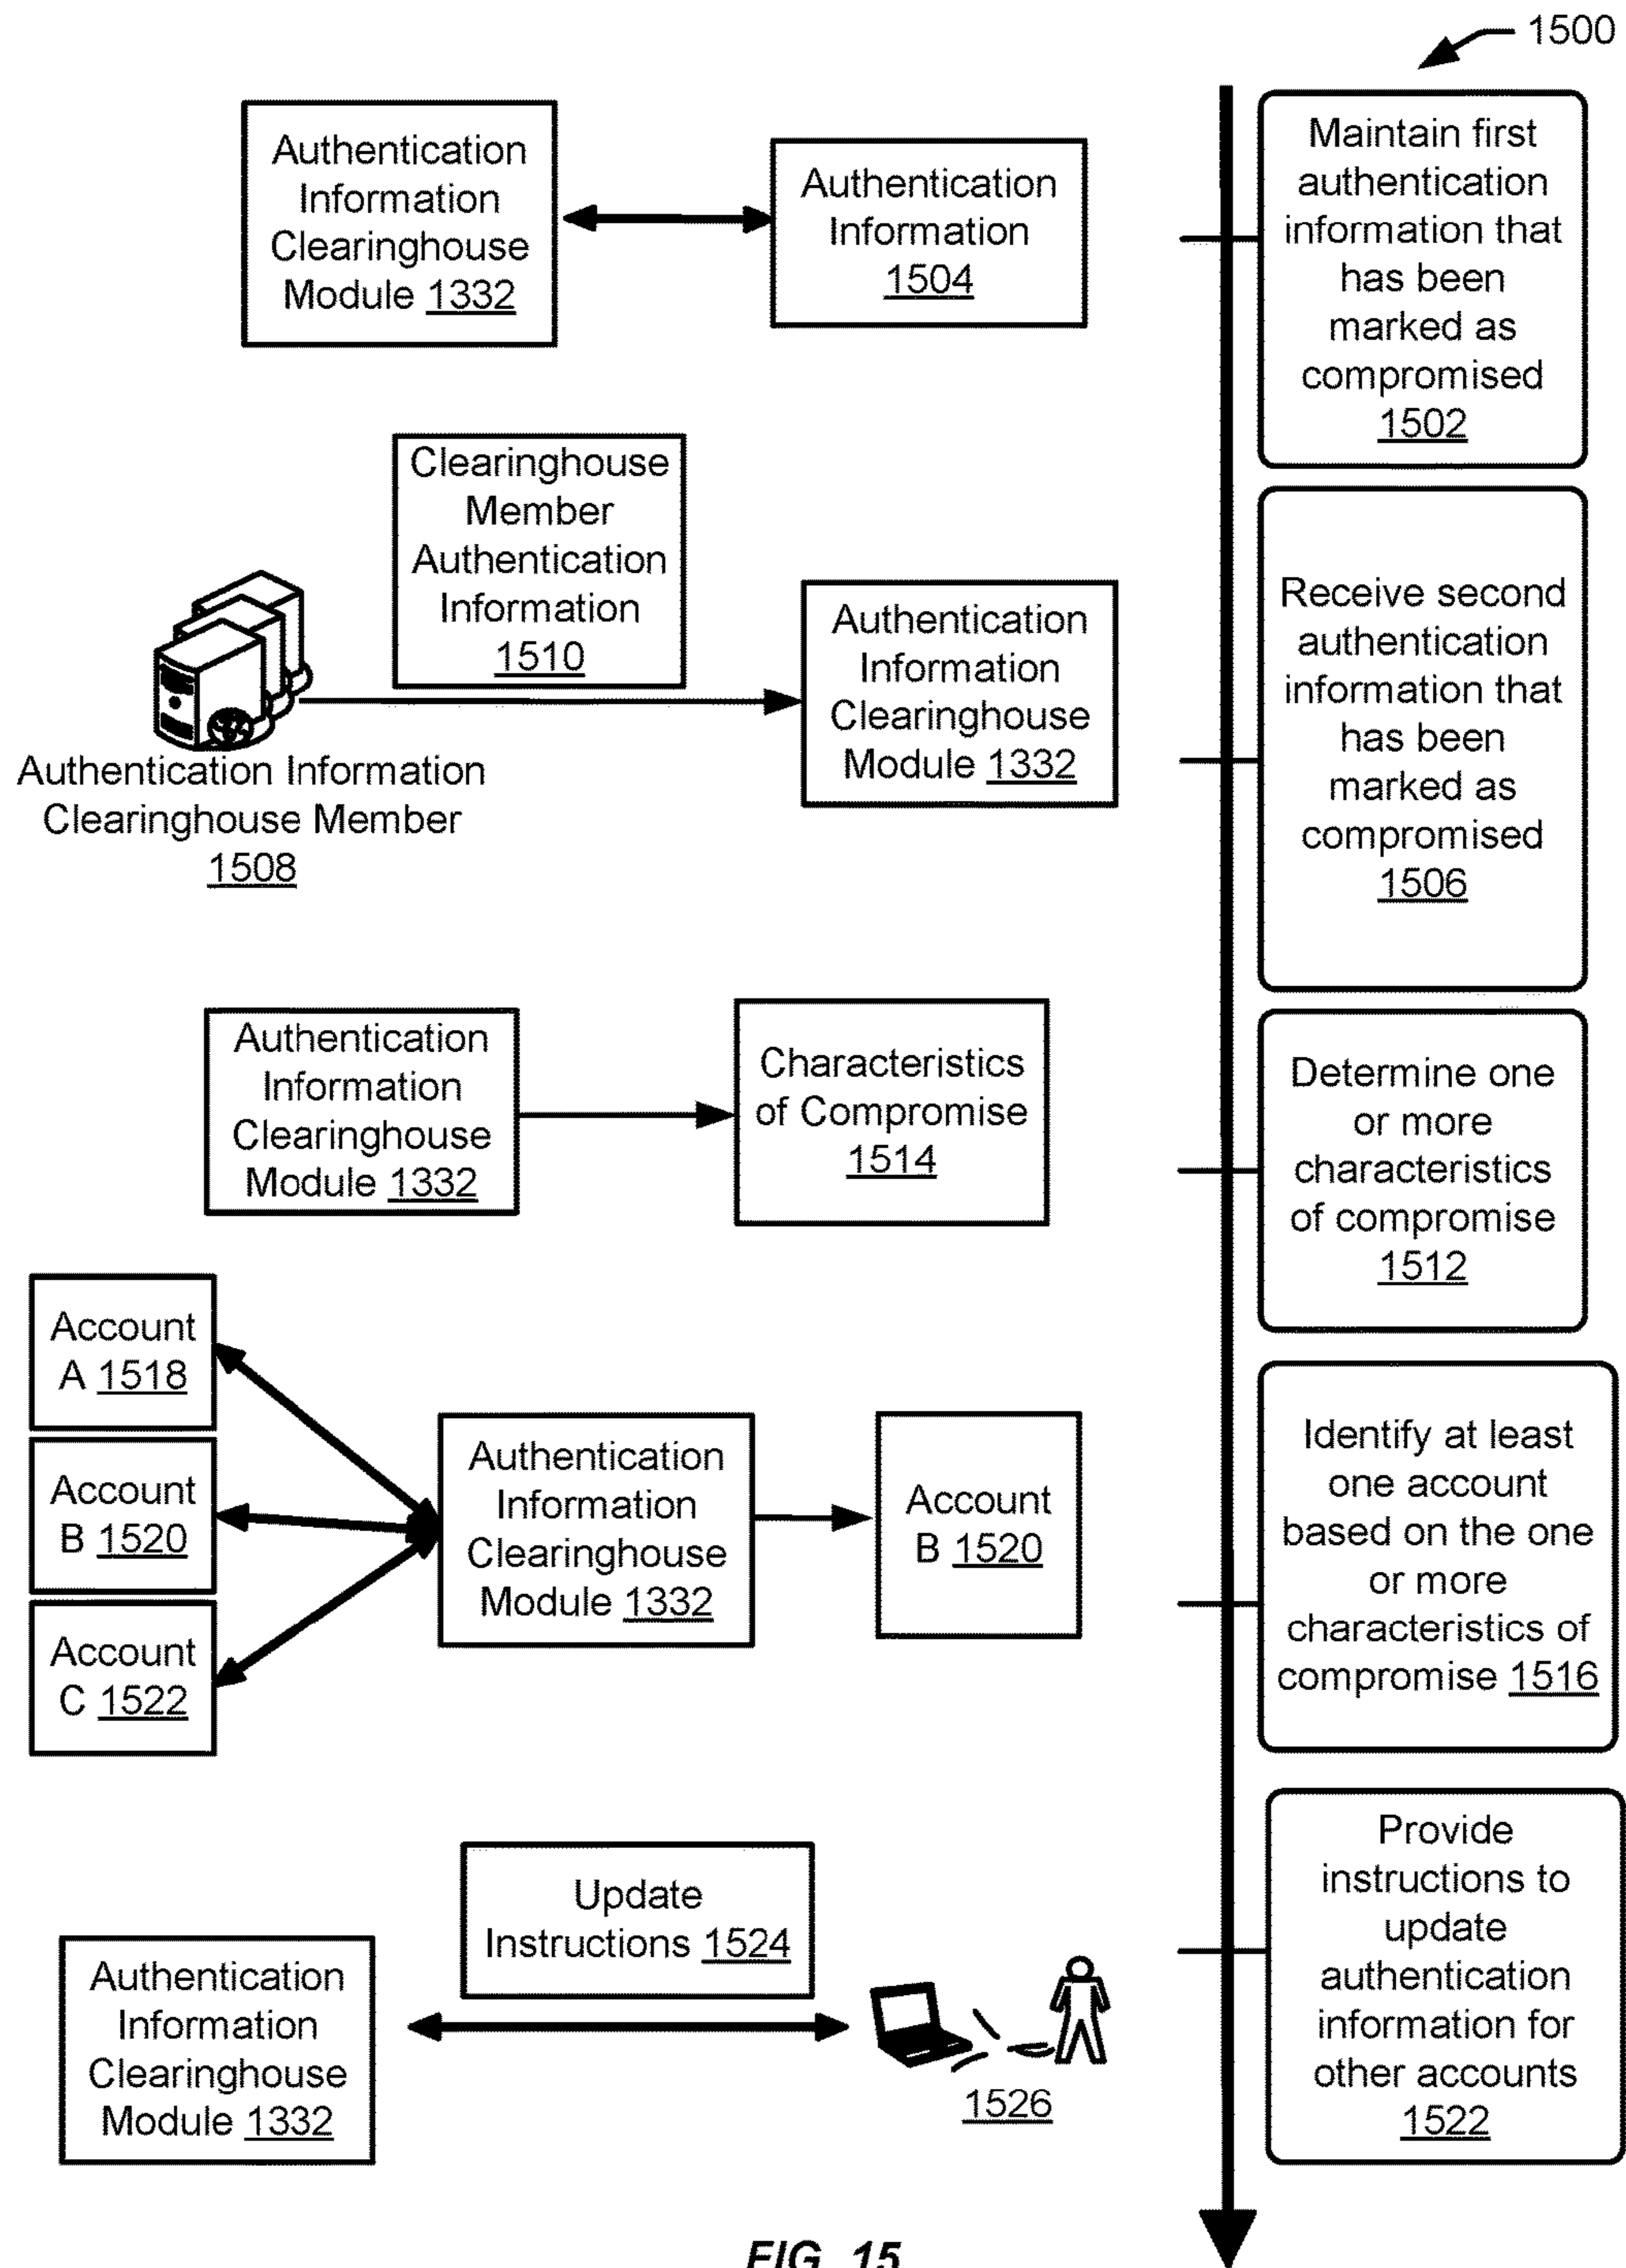 1500
Authentication
Information
Clearinghouse
Module 1332
Authentication
Information
1504
Maintain first
authentication
information that
has been
marked as
compromised
1502
Clearinghouse
Member
Authentication
Information
1510
Authentication Information
Clearinghouse Member
1508
Authentication
Information
Clearinghouse
Module 1332
Receive second
authentication
information that
has been
marked as
compromised
1506
Authentication
Information
Clearinghouse
Module 1332
Characteristics
of Compromise
1514
Determine one
or more
characteristics
of compromise
1512
Account
A 1518
Account
B 1520
Account
C 1522
Authentication
Information
Clearinghouse
Module 1332
Account
B 1520
Identify at least
one account
based on the one
or more
characteristics of
compromise 1516
Authentication
Information
Clearinghouse
Module 1332
Update
Instructions 1524
1526
Provide
instructions to
update
authentication
information for
other accounts
1522
FIG. 15